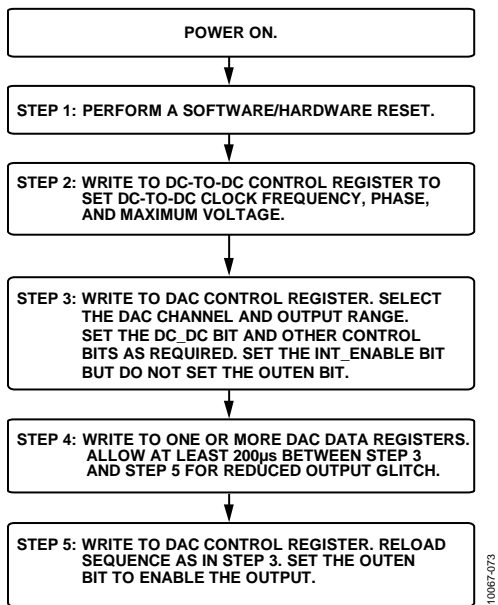 POWER ON.
STEP 1: PERFORM A SOFTWARE/HARDWARE RESET.
STEP 2: WRITE TO DC-TO-DC CONTROL REGISTER TO
SET DC-TO-DC CLOCK FREQUENCY, PHASE,
AND MAXIMUM VOLTAGE.
STEP 3: WRITE TO DAC CONTROL REGISTER. SELECT
THE DAC CHANNEL AND OUTPUT RANGE.
SET THE DC_DC BIT AND OTHER CONTROL
BITS AS REQUIRED. SET THE INT_ENABLE BIT
BUT DO NOT SET THE OUTEN BIT.
STEP 4: WRITE TO ONE OR MORE DAC DATA REGISTERS.
ALLOW AT LEAST 200µs BETWEEN STEP 3
AND STEP 5 FOR REDUCED OUTPUT GLITCH.
STEP 5: WRITE TO DAC CONTROL REGISTER. RELOAD
SEQUENCE AS IN STEP 3. SET THE OUTEN
BIT TO ENABLE THE OUTPUT.
10067-073